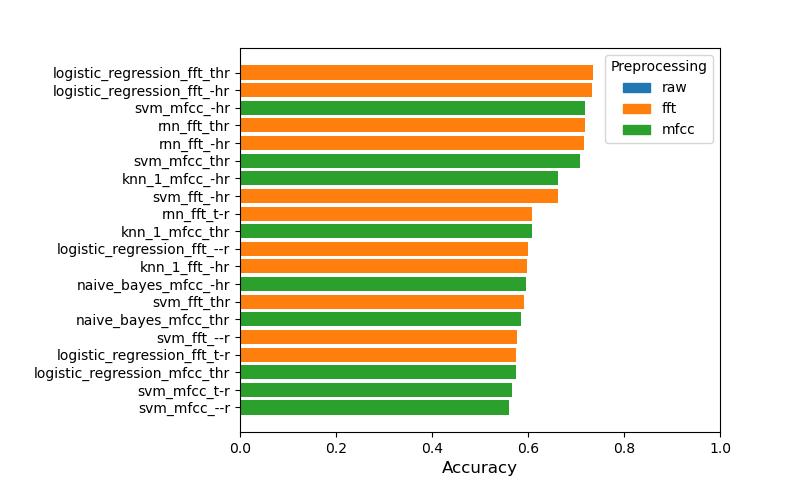 logistic_regression_fft_thr
logistic_regression_fft_-hr
svm_mfcc_-hr
rnn_fft_thr
rnn_fft_-hr
svm_mfcc_thr
knn_1_mfcc_-hr
svm_fft_-hr
rnn_fft_t-r
knn_1_mfcc_thr
logistic_regression_fft_--r
knn_1_fft_-hr
naive_bayes_mfcc_-hr
svm_fft_thr
naive_bayes_mfcc_thr
svm_fft_--r
logistic_regression_fft_t-r
logistic_regression_mfcc_thr
svm_mfcc_t-r
svm_mfcc_--r
Preprocessing
raw
fft
mfcc
0.0 0.2 0.4 0.6 0.8 1.0
Accuracy